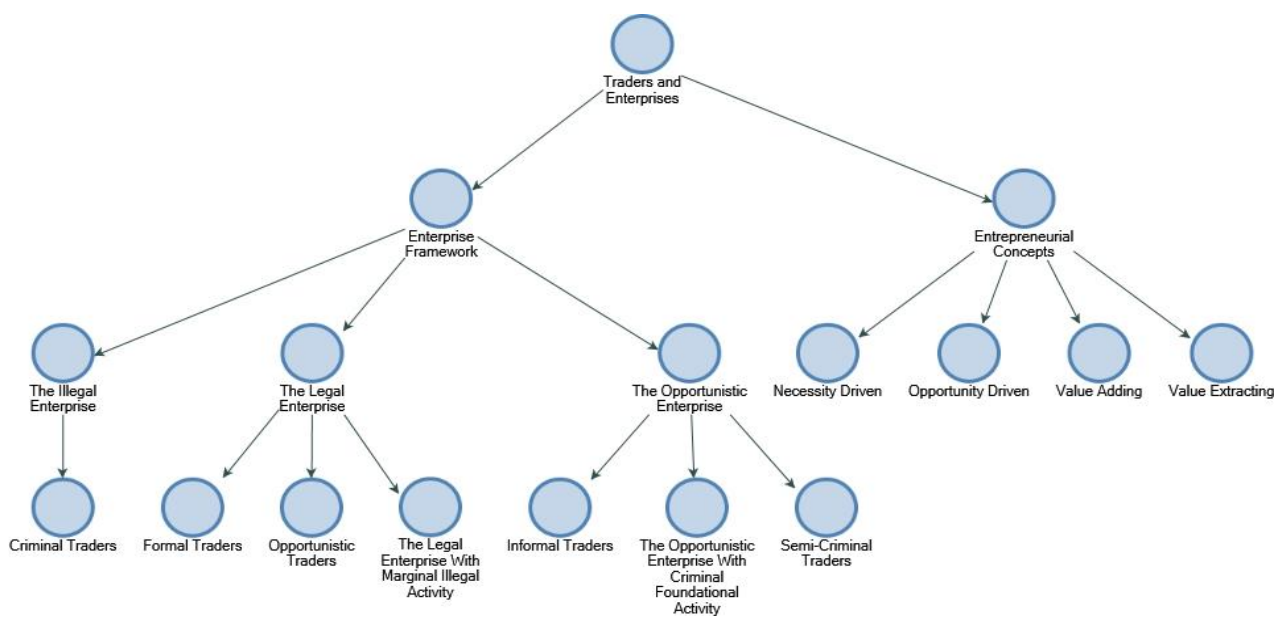 Traders and
Enterprises
Enterprise
Framework
Entrepreneurial
Concepts
The Illegal
Enterprise
The Legal
Enterprise
The Opportunistic
Enterprise
Necessity Driven
Opportunity Driven
Value Adding
Value Extracting
Criminal Traders
Formal Traders
Opportunistic
Traders
The Legal
Enterprise With
Marginal Illegal
Activity
Informal Traders
The Opportunistic
Enterprise With
Criminal
Foundational
Activity
Semi-Criminal
Traders